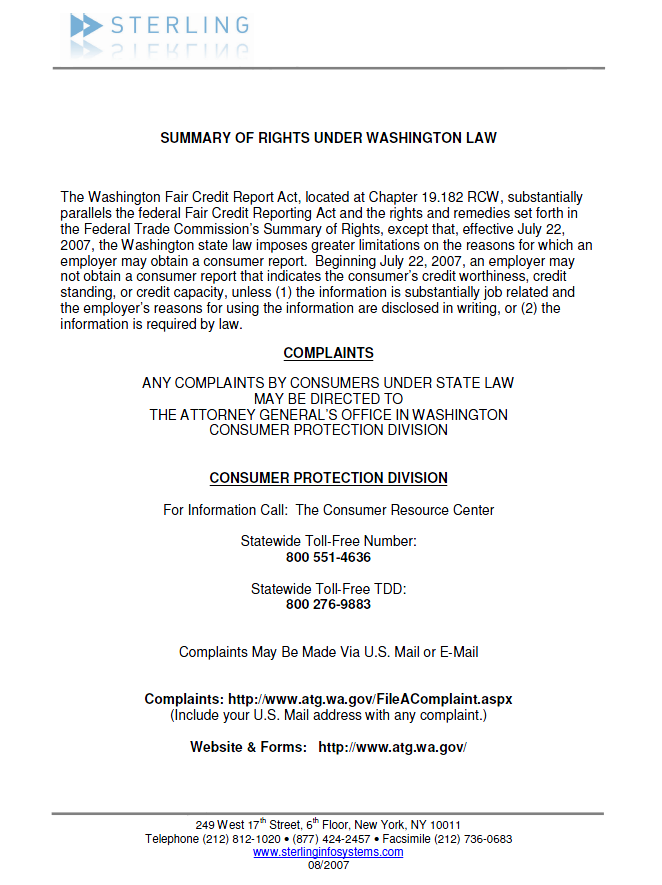 STERLING
SUMMARY OF RIGHTS UNDER WASHINGTON LAW
The Washington Fair Credit Report Act, located at Chapter 19.182 RCW, substantially
parallels the federal Fair Credit Reporting Act and the rights and remedies set forth in
the Federal Trade Commission's Summary of Rights, except that, effective July 22,
2007, the Washington state law imposes greater limitations on the reasons for which an
employer may obtain a consumer report.  Beginning July 22, 2007, an employer may
not obtain a consumer report that indicates the consumer's credit worthiness, credit
standing, or credit capacity, unless (1) the information is substantially job related and
the employer's reasons for using the information are disclosed in writing, or (2) the
information is required by law.
COMPLAINTS
ANY COMPLAINTS BY CONSUMERS UNDER STATE LAW
MAY BE DIRECTED TO
THE ATTORNEY GENERAL'S OFFICE IN WASHINGTON
CONSUMER PROTECTION DIVISION
CONSUMER PROTECTION DIVISION
For Information Call:  The Consumer Resource Center
Statewide Toll-Free Number:
800 551-4636
Statewide Toll-Free TDD:
800 276-9883
Complaints May Be Made Via U.S. Mail or E-Mail
Complaints: http://www.atg.wa.gov/FileAComplaint.aspx
(Include your U.S. Mail address with any complaint.)
Website & Forms:   http://www.atg.wa.gov/
249 West 17th Street, 6th Floor, New York, NY 10011
Telephone (212) 812-1020 • (877) 424-2457 • Facsimile (212) 736-0683
www.sterlinginfosystems.com
08/2007